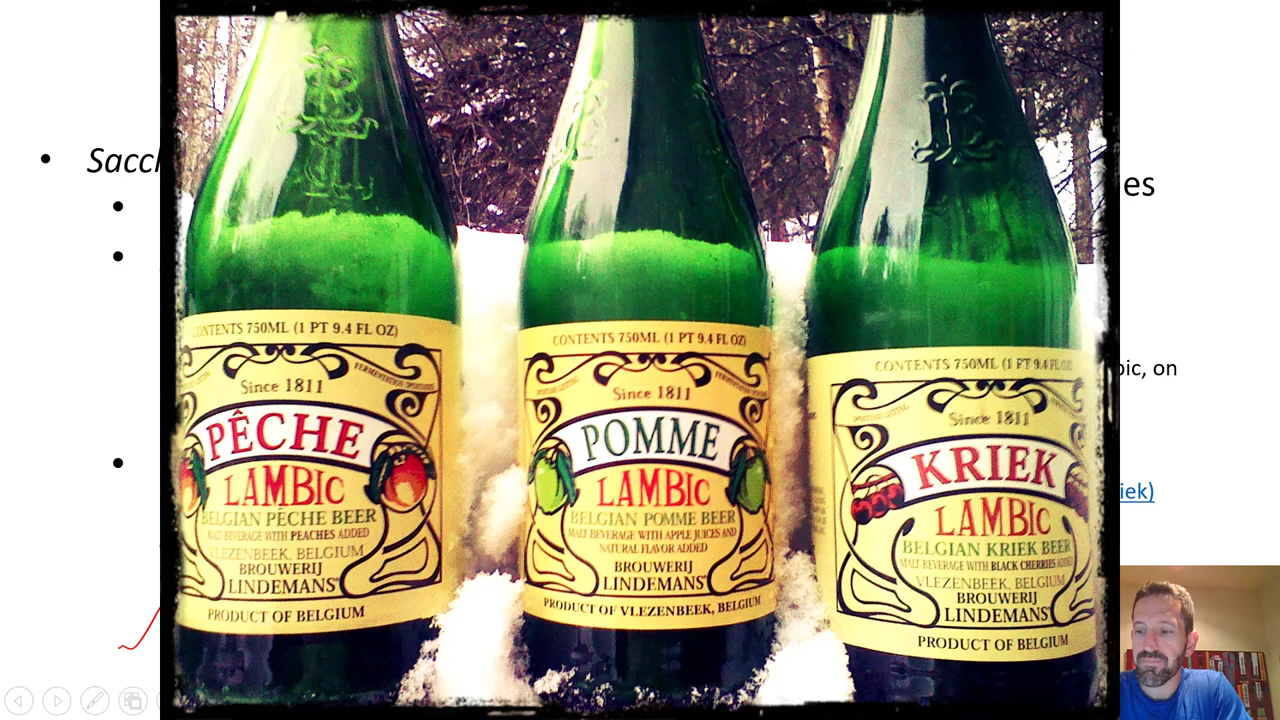 Sacch
es
bic, on
iek)
CONTENTS 750ML (1 PT 9.4 FL OZ)
Since 1811
PÊCHE
LAMBIC
BELGIAN PÊCHE BEER
MALT BEVERAGE WITH PEACHES ADDED
VLEZENBEEK, BELGIUM
BROUWERIJ
LINDEMANS
PRODUCT OF BELGIUM
CONTENTS 750ML (1 PT 9.4 FL OZ)
Since 1811
POMME
LAMBIC
BELGIAN POMME BEER
MALT BEVERAGE WITH APPLE JUICES AND
NATURAL FLAVOR ADDED
BROUWERIJ
LINDEMANS
PRODUCT OF VLEZENBEEK, BELGIUM
CONTENTS 750ML (1 PT 9.4 FL OZ)
Since 1811
KRIEK
LAMBIC
BELGIAN KRIEK BEER
MALT BEVERAGE WITH BLACK CHERRIES ADDED
VLEZENBEEK, BELGIUM
BROUWERIJ
LINDEMANS
PRODUCT OF BELGIUM